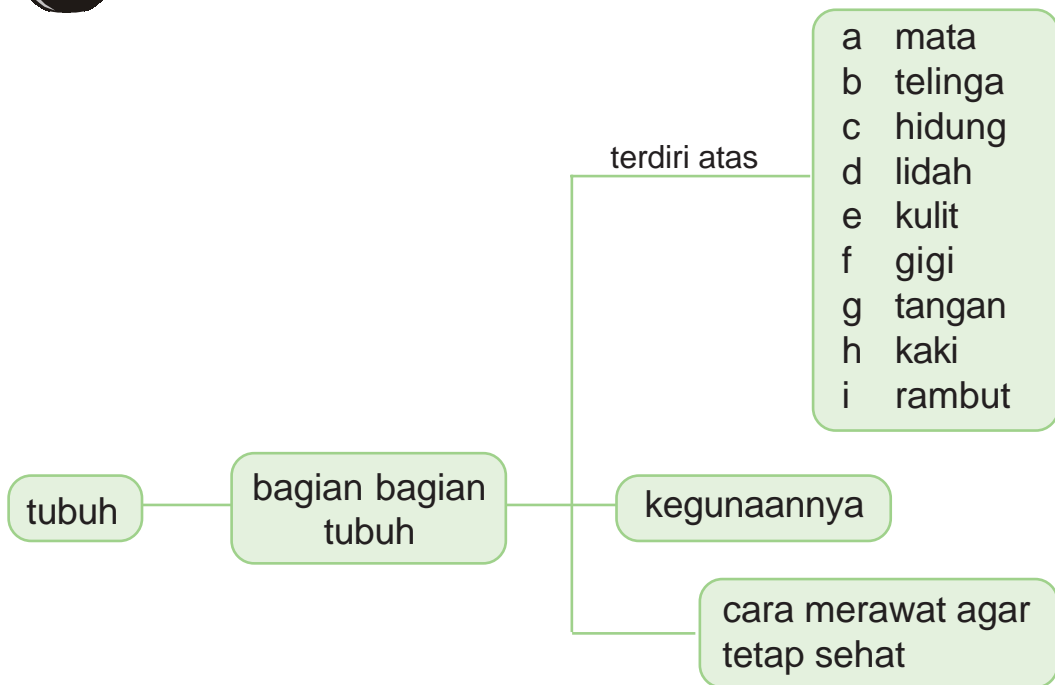 a mata
b telinga
c hidung
terdiri atas
d lidah
e kulit
f gigi
g tangan
h kaki
i rambut
tubuh
bagian bagian
tubuh
kegunaannya
cara merawat agar
tetap sehat